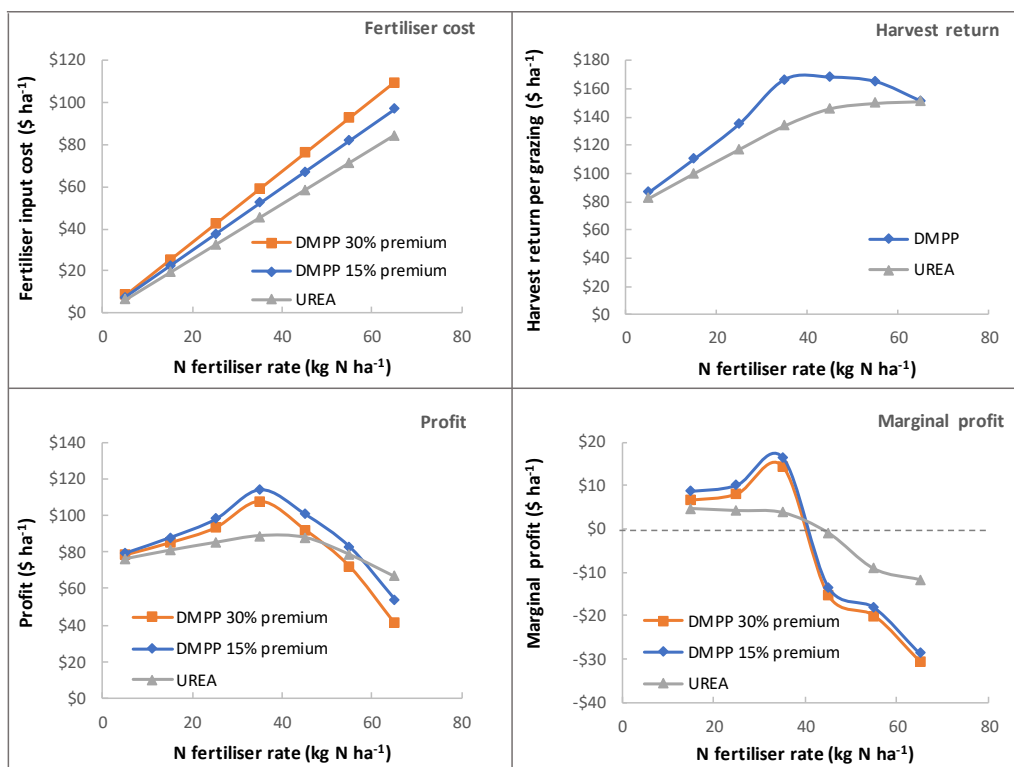 Fertiliser cost
Fertiliser input cost ($ ha-1)
$120
$100
$80
$60
$40
$20
$0
DMPP 30% premium
DMPP 15% premium
UREA
0 20 40 60 80
N fertiliser rate (kg N ha-1)
Harvest return
Harvest return per grazing ($ ha-1)
$180
$160
$140
$120
$100
$80
$60
$40
$20
$0
DMPP
UREA
0 20 40 60 80
N fertiliser rate (kg N ha-1)
Profit
Profit ($ ha-1)
$140
$120
$100
$80
$60
$40
$20
$0
DMPP 30% premium
DMPP 15% premium
UREA
0 20 40 60 80
N fertiliser rate (kg N ha-1)
Marginal profit
Marginal profit ($ ha-1)
$20
$10
$0
-$10
-$20
-$30
-$40
DMPP 30% premium
DMPP 15% premium
UREA
0 20 40 60 80
N fertiliser rate (kg N ha-1)